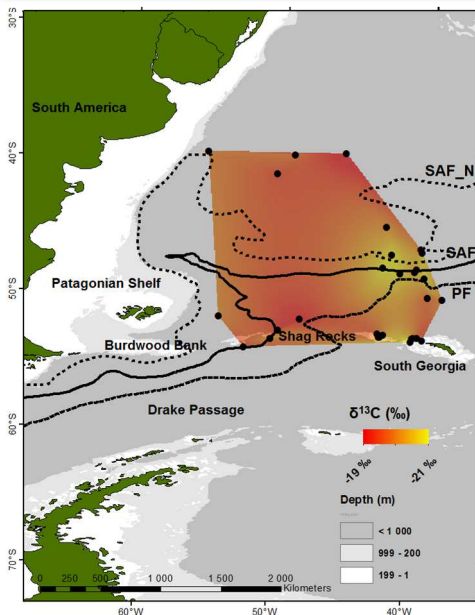 30°S
South America
40°S
SAF_N
SAF
PF
Patagonian Shelf
50°S
Burdwood Bank
Shag Rocks
South Georgia
Drake Passage
δ¹³C (‰)
60°S
-19 ‰ -21 ‰
Depth (m)
< 1 000
999 - 200
199 - 1
70°S
0 250 500 1 000 1 500 2 000
Kilometers
60°W 50°W 40°W